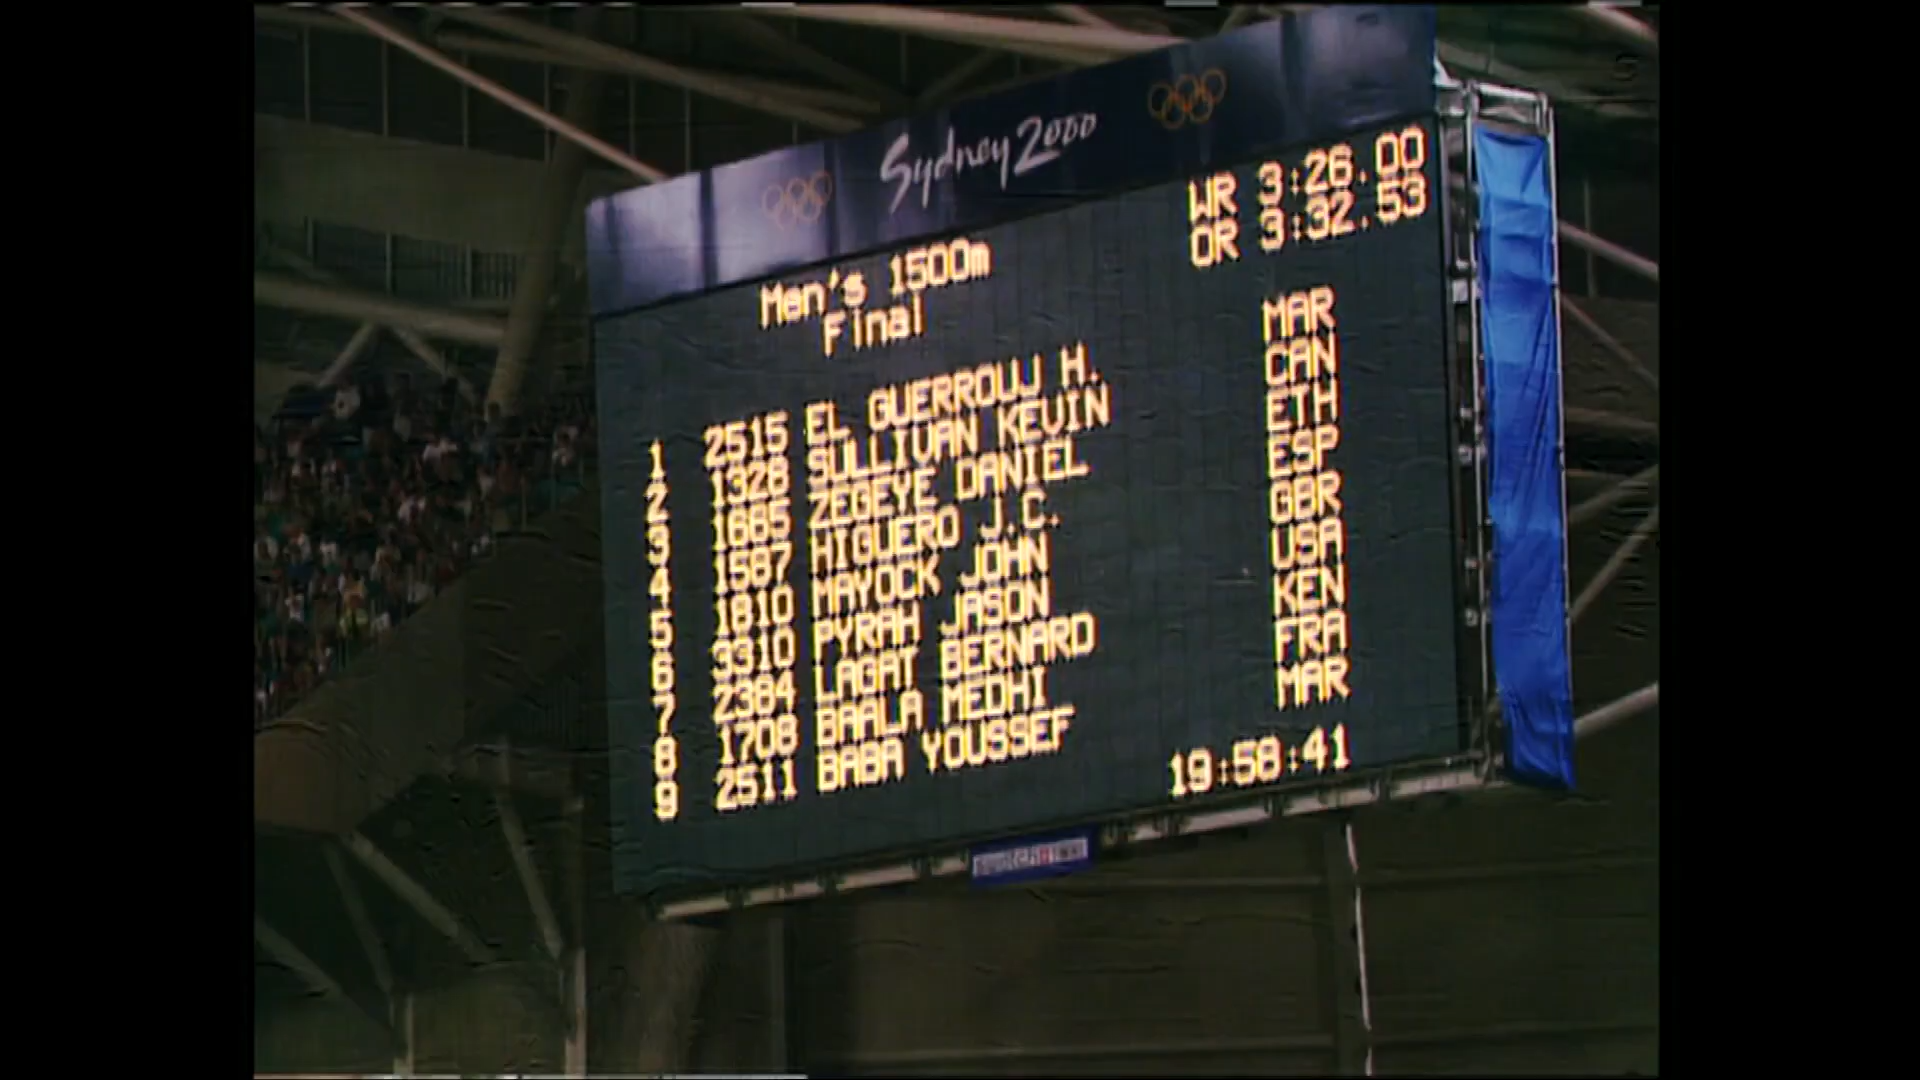 Sydney 2000
WR 3:26.00
OR 3:32.53
Men's 1500m
Final
1 2515 EL GUERROUJ H. MAR
2 1328 SULLIVAN KEVIN CAN
3 1665 ZEGEYE DANIEL ETH
4 1587 HIGUERO J.C. ESP
5 1810 MAYOCK JOHN GBR
6 3310 PYRAH JASON USA
7 2384 LAGAT BERNARD KEN
8 1708 BAALA MEDHI FRA
9 2511 BABA YOUSSEF MAR
19:58:41
swatch